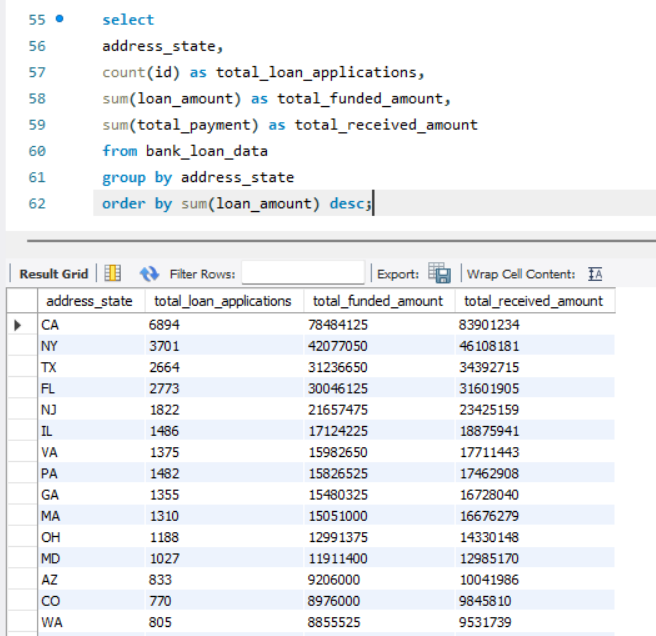 55 select
56 address_state,
57 count(id) as total_loan_applications,
58 sum(loan_amount) as total_funded_amount,
59 sum(total_payment) as total_received_amount
60 from bank_loan_data
61 group by address_state
62 order by sum(loan_amount) desc;
Result Grid Filter Rows: Export: Wrap Cell Content: IA
address_state total_loan_applications total_funded_amount total_received_amount
CA 6894 78484125 83901234
NY 3701 42077050 46108181
TX 2664 31236650 34392715
FL 2773 30046125 31601905
NJ 1822 21657475 23425159
IL 1486 17124225 18875941
VA 1375 15982650 17711443
PA 1482 15826525 17462908
GA 1355 15480325 16728040
MA 1310 15051000 16676279
OH 1188 12991375 14330148
MD 1027 11911400 12985170
AZ 833 9206000 10041986
CO 770 8976000 9845810
WA 805 8855525 9531739